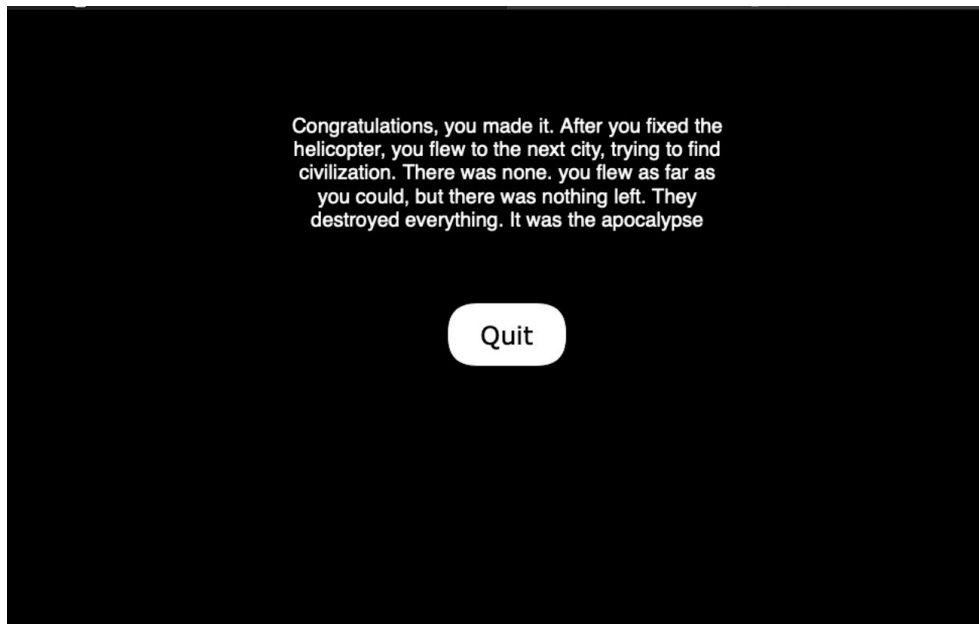 Congratulations, you made it. After you fixed the
helicopter, you flew to the next city, trying to find
civilization. There was none. you flew as far as
you could, but there was nothing left. They
destroyed everything. It was the apocalypse
Quit